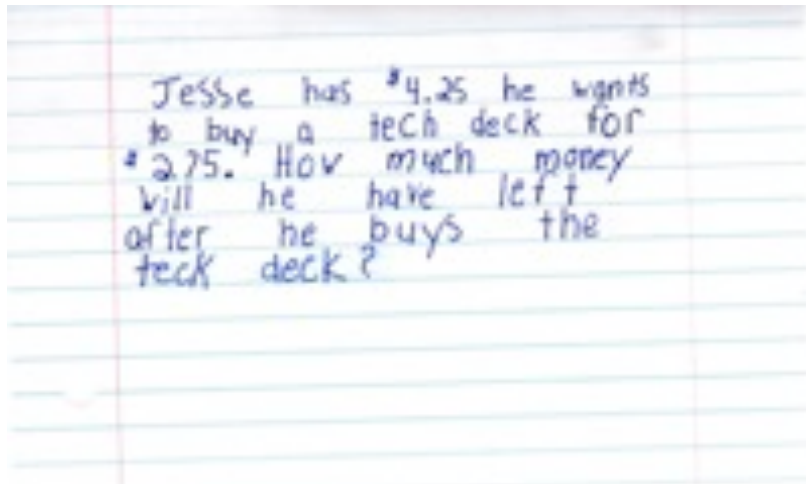 Jesse has $4.25 he wants
to buy a tech deck for
$2.75. How much money
will he have left
after he buys the
teck deck?